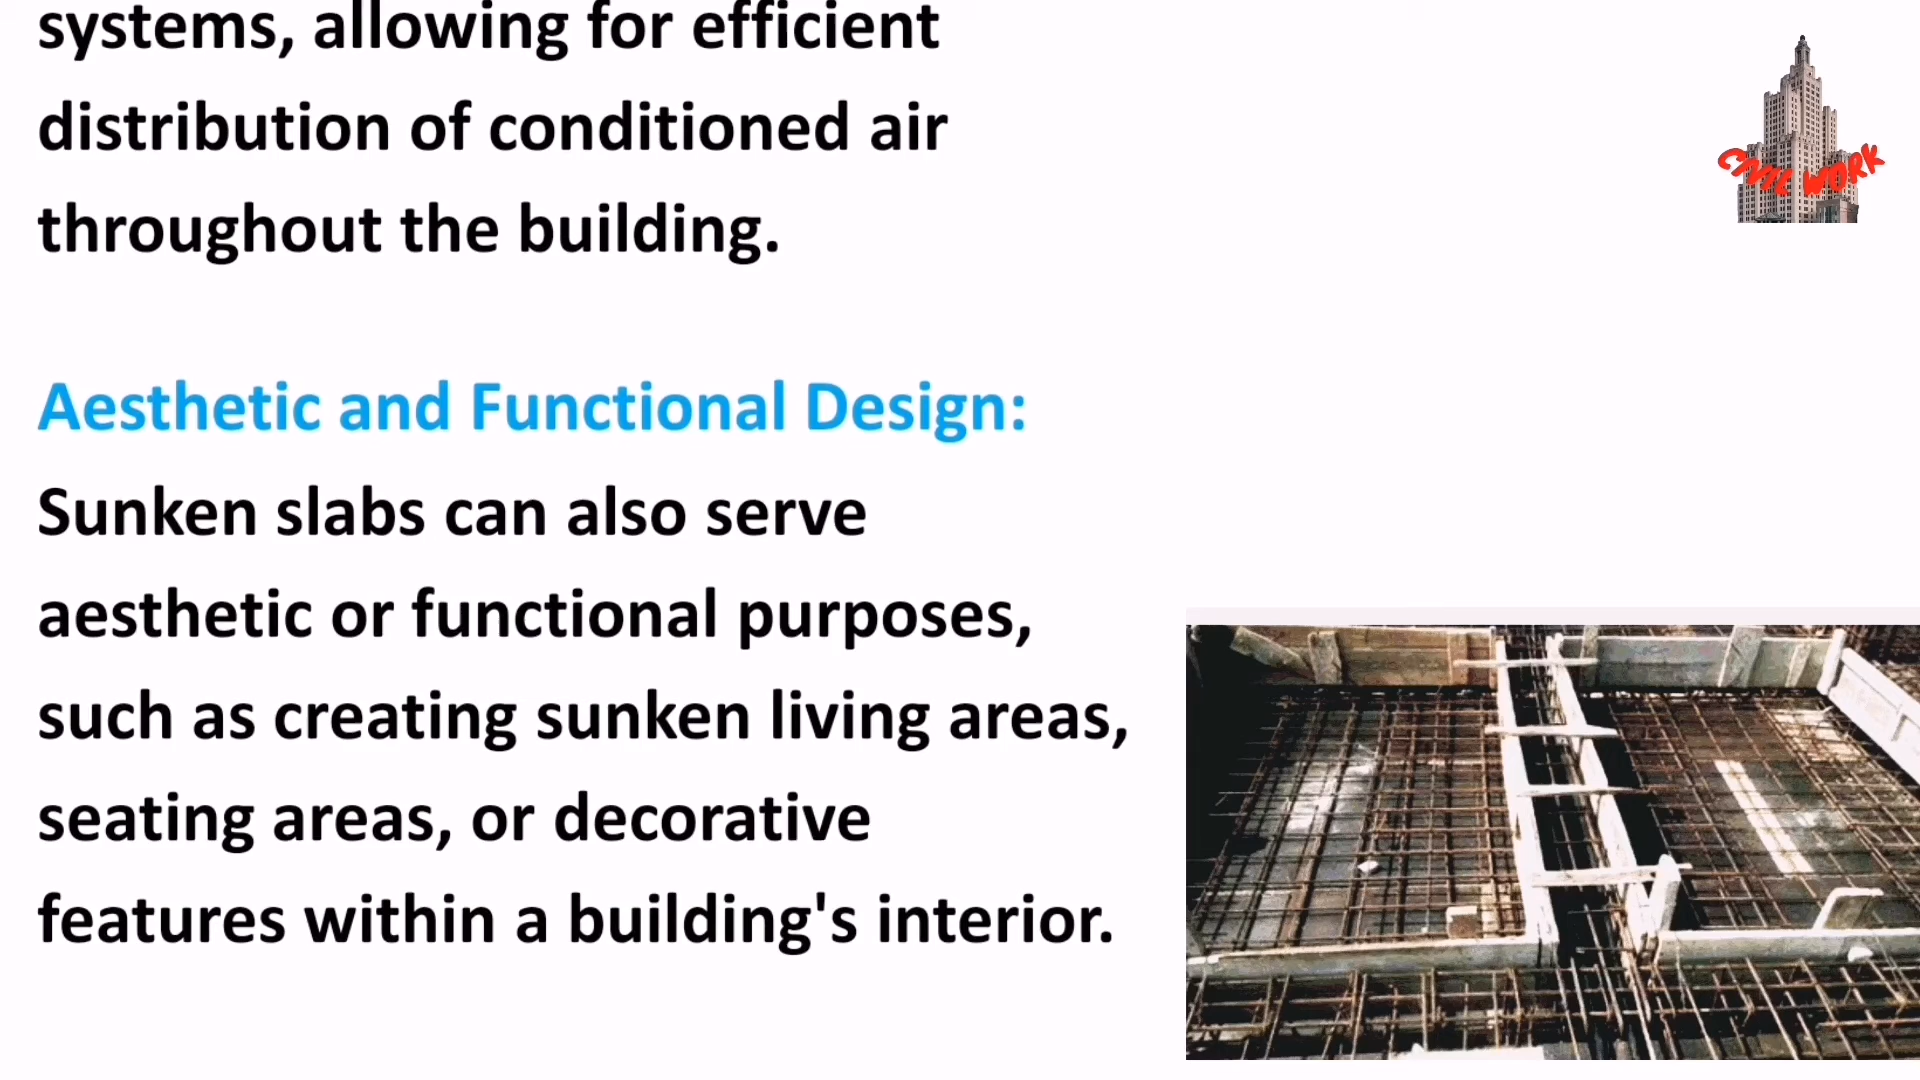 systems, allowing for efficient
distribution of conditioned air
throughout the building.
CIVIL WORK
Aesthetic and Functional Design:
Sunken slabs can also serve
aesthetic or functional purposes,
such as creating sunken living areas,
seating areas, or decorative
features within a building's interior.